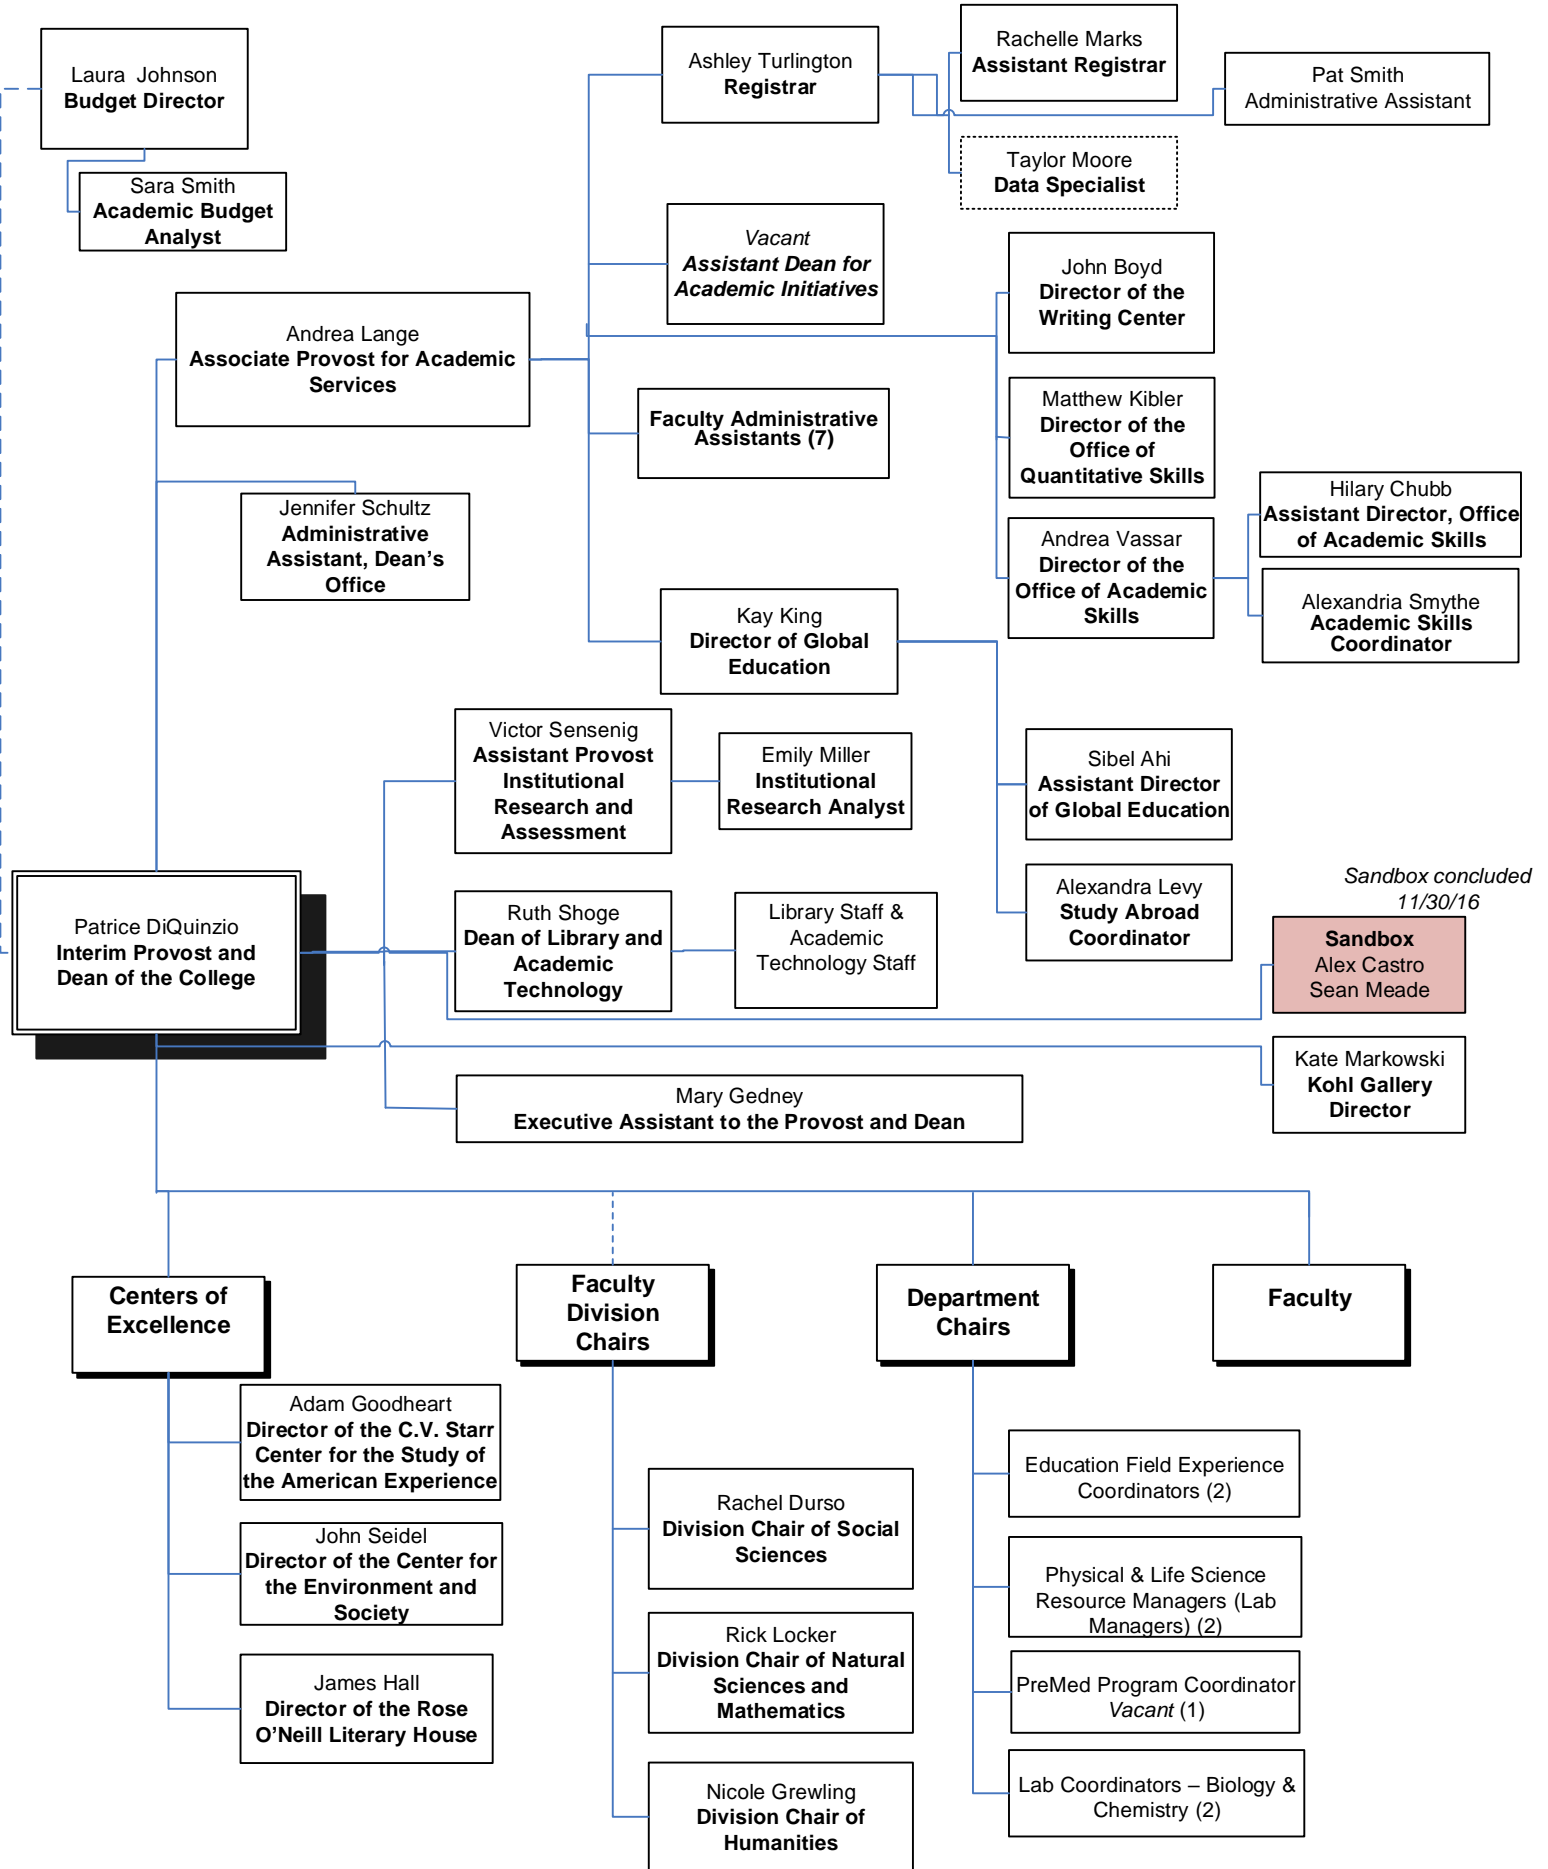 Laura Johnson
Budget Director
Sara Smith
Academic Budget
Analyst
Ashley Turlington
Registrar
Rachelle Marks
Assistant Registrar
Pat Smith
Administrative Assistant
Taylor Moore
Data Specialist
Vacant
Assistant Dean for
Academic Initiatives
John Boyd
Director of the
Writing Center
Andrea Lange
Associate Provost for Academic
Services
Faculty Administrative
Assistants (7)
Matthew Kibler
Director of the
Office of
Quantitative Skills
Jennifer Schultz
Administrative
Assistant, Dean’s
Office
Andrea Vassar
Director of the
Office of Academic
Skills
Hilary Chubb
Assistant Director, Office
of Academic Skills
Alexandria Smythe
Academic Skills
Coordinator
Kay King
Director of Global
Education
Victor Sensenig
Assistant Provost
Institutional
Research and
Assessment
Emily Miller
Institutional
Research Analyst
Sibel Ahi
Assistant Director
of Global Education
Alexandra Levy
Study Abroad
Coordinator
Patrice DiQuinzio
Interim Provost and
Dean of the College
Ruth Shoge
Dean of Library and
Academic
Technology
Library Staff &
Academic
Technology Staff
Sandbox concluded
11/30/16
Sandbox
Alex Castro
Sean Meade
Kate Markowski
Kohl Gallery
Director
Mary Gedney
Executive Assistant to the Provost and Dean
Centers of
Excellence
Faculty
Division
Chairs
Department
Chairs
Faculty
Adam Goodheart
Director of the C.V. Starr
Center for the Study of
the American Experience
John Seidel
Director of the Center for
the Environment and
Society
James Hall
Director of the Rose
O’Neill Literary House
Rachel Durso
Division Chair of Social
Sciences
Rick Locker
Division Chair of Natural
Sciences and
Mathematics
Nicole Grewling
Division Chair of
Humanities
Education Field Experience
Coordinators (2)
Physical & Life Science
Resource Managers (Lab
Managers) (2)
PreMed Program Coordinator
Vacant (1)
Lab Coordinators – Biology &
Chemistry (2)